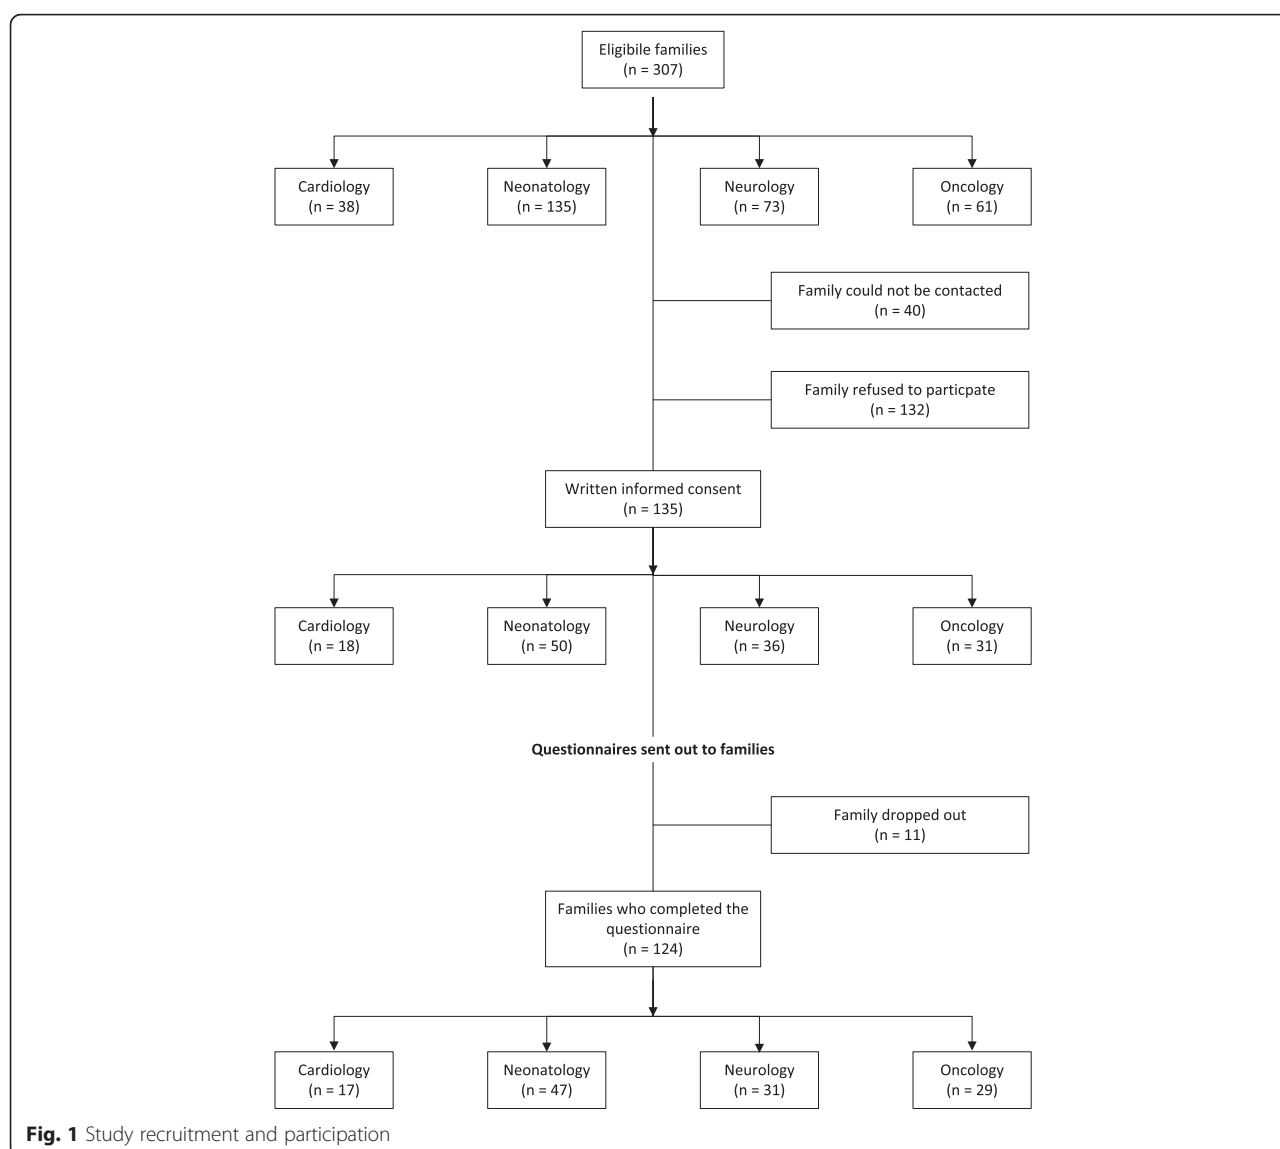 Eligibile families
(n = 307)
Cardiology
(n = 38)
Neonatology
(n = 135)
Neurology
(n = 73)
Oncology
(n = 61)
Family could not be contacted
(n = 40)
Family refused to particpate
(n = 132)
Written informed consent
(n = 135)
Cardiology
(n = 18)
Neonatology
(n = 50)
Neurology
(n = 36)
Oncology
(n = 31)
Questionnaires sent out to families
Family dropped out
(n = 11)
Families who completed the
questionnaire
(n = 124)
Cardiology
(n = 17)
Neonatology
(n = 47)
Neurology
(n = 31)
Oncology
(n = 29)
Fig. 1 Study recruitment and participation